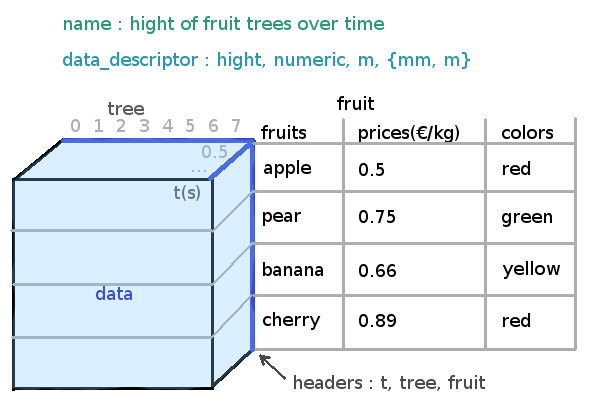 name : hight of fruit trees over time
data_descriptor : hight, numeric, m, {mm, m}
tree
0 1 2 3 4 5 6 7
0.5
...
t(s)
data
fruit
fruits prices(€/kg) colors
apple 0.5 red
pear 0.75 green
banana 0.66 yellow
cherry 0.89 red
headers : t, tree, fruit